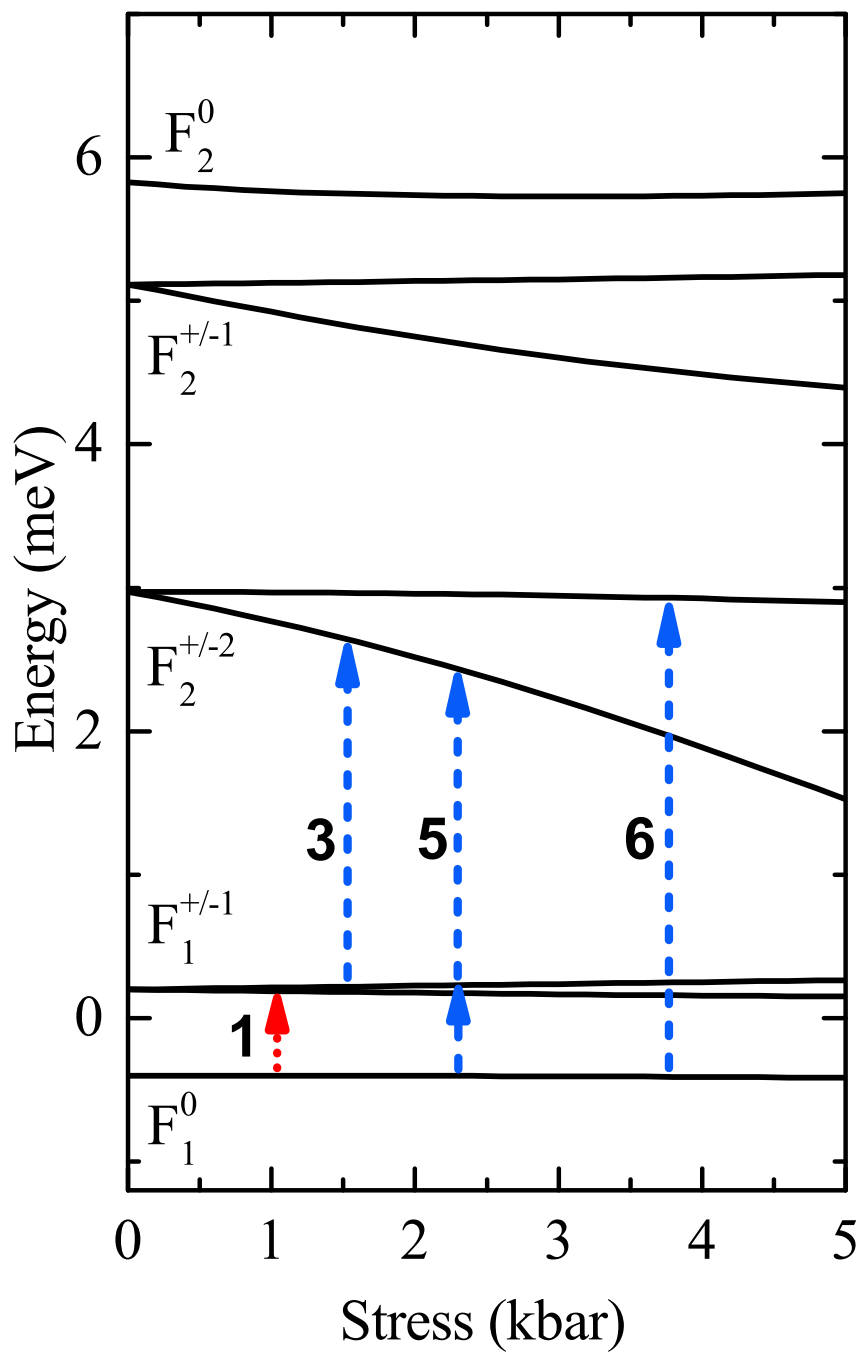 F₂⁰
6
F₂⁺/⁻¹
4
Energy (meV)
F₂⁺/⁻²
2
3
5
6
F₁⁺/⁻¹
0
1
F₁⁰
0 1 2 3 4 5
Stress (kbar)